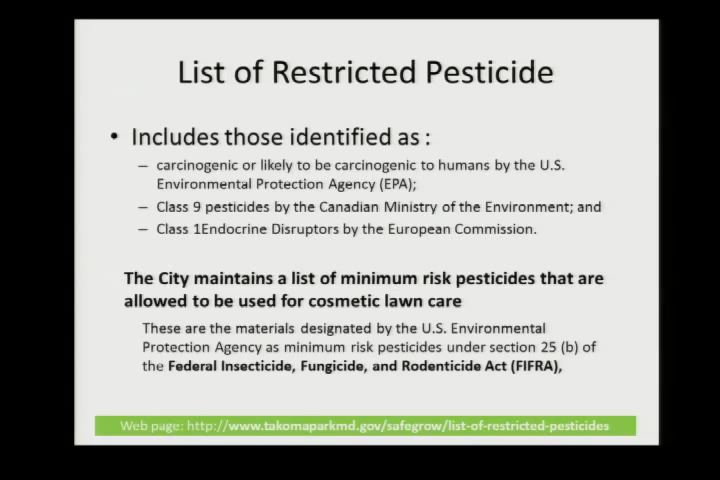 List of Restricted Pesticide
• Includes those identified as :
– carcinogenic or likely to be carcinogenic to humans by the U.S.
Environmental Protection Agency (EPA);
– Class 9 pesticides by the Canadian Ministry of the Environment; and
– Class 1Endocrine Disruptors by the European Commission.
The City maintains a list of minimum risk pesticides that are
allowed to be used for cosmetic lawn care
These are the materials designated by the U.S. Environmental
Protection Agency as minimum risk pesticides under section 25 (b) of
the Federal Insecticide, Fungicide, and Rodenticide Act (FIFRA),
Web page: http://www.takomaparkmd.gov/safegrow/list-of-restricted-pesticides